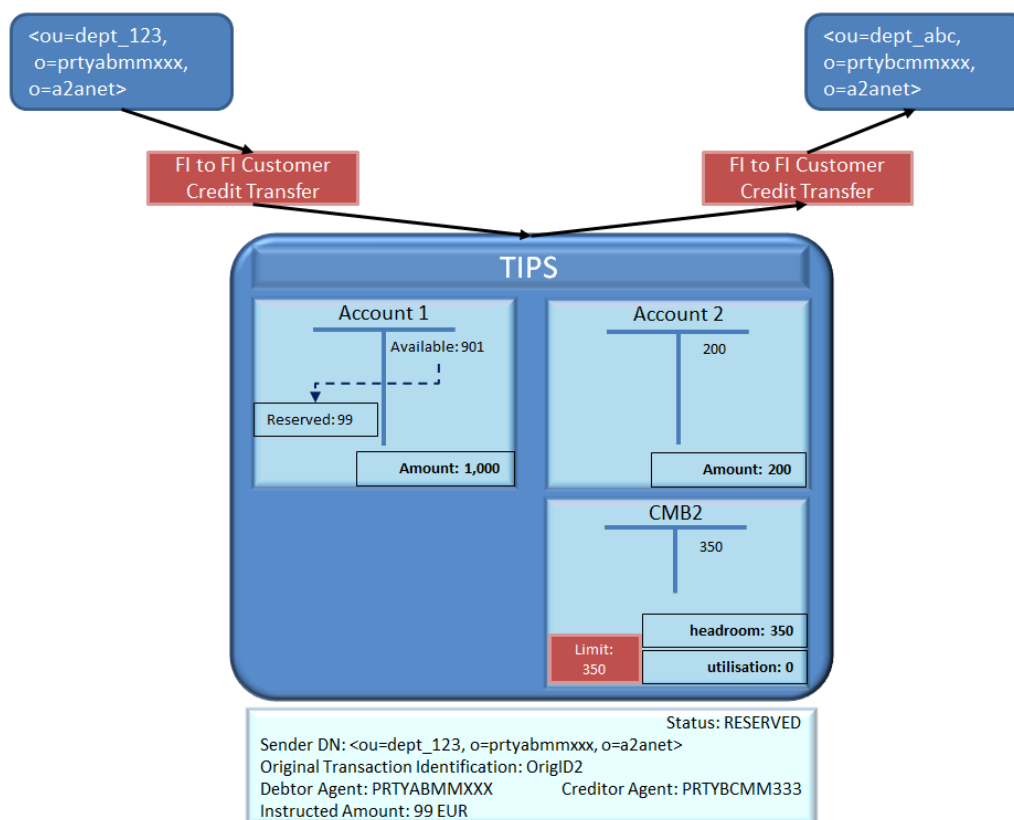 <ou=dept_123,
o=prtyabmmxxx,
o=a2anet>
<ou=dept_abc,
o=prtybcmmxxx,
o=a2anet>
FI to FI Customer
Credit Transfer
FI to FI Customer
Credit Transfer
TIPS
Account 1
Available: 901
Reserved: 99
Amount: 1,000
Account 2
200
Amount: 200
CMB2
350
headroom: 350
Limit:
350
utilisation: 0
Status: RESERVED
Sender DN: <ou=dept_123, o=prtyabmmxxx, o=a2anet>
Original Transaction Identification: OrigID2
Debtor Agent: PRTYABMMXXX Creditor Agent: PRTYBCMM333
Instructed Amount: 99 EUR